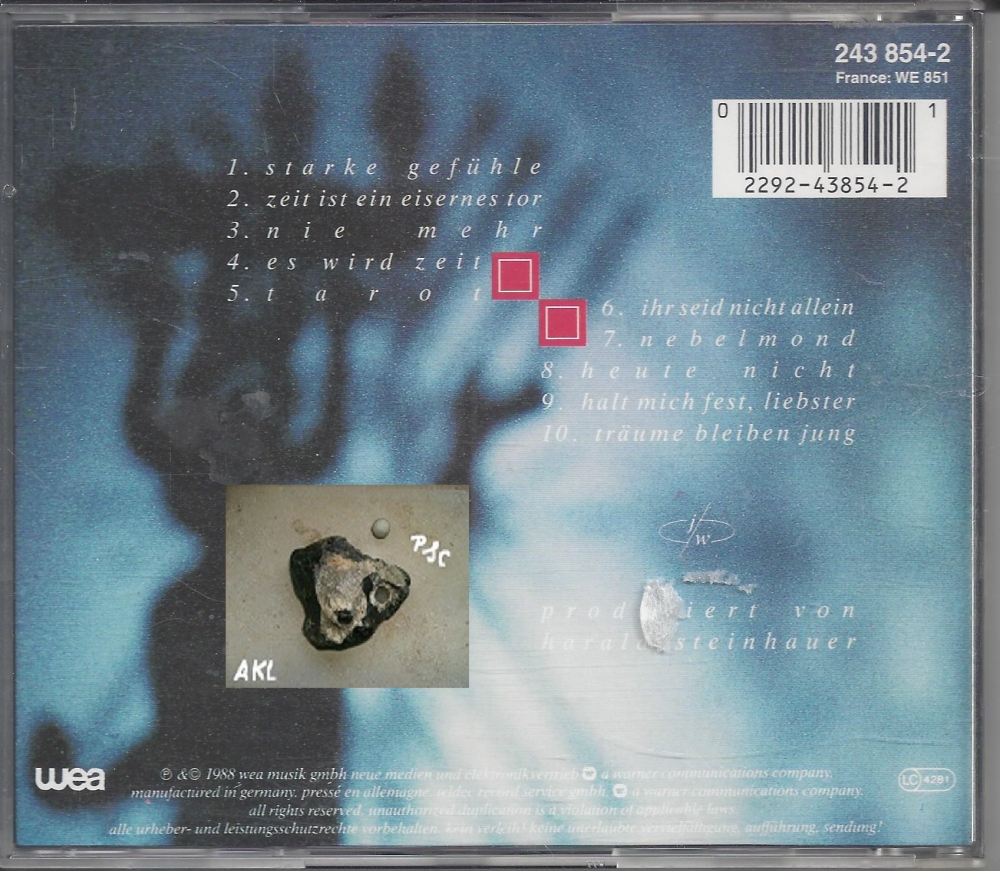 243 854-2
France: WE 851
0 1
2292-43854-2
1. starke gefühle
2. zeit ist ein eisernes tor
3. nie mehr
4. es wird zeit
5. tarot
6. ihr seid nicht allein
7. nebelmond
8. heute nicht
9. halt mich fest, liebster
10. träume bleiben jung
j/w
PSC
AKL
prod iert von
haral steinhauer
wea
℗ &© 1988 wea musik gmbh neue medien und elektronikvertrieb a warner communications company.
manufactured in germany. pressé en allemagne. teldec record service gmbh. a warner communications company.
all rights reserved. unauthorized duplication is a violation of applicable laws.
alle urheber- und leistungsschutzrechte vorbehalten. kein verleih! keine unerlaubte vervielfältigung, aufführung, sendung!
LC 4281